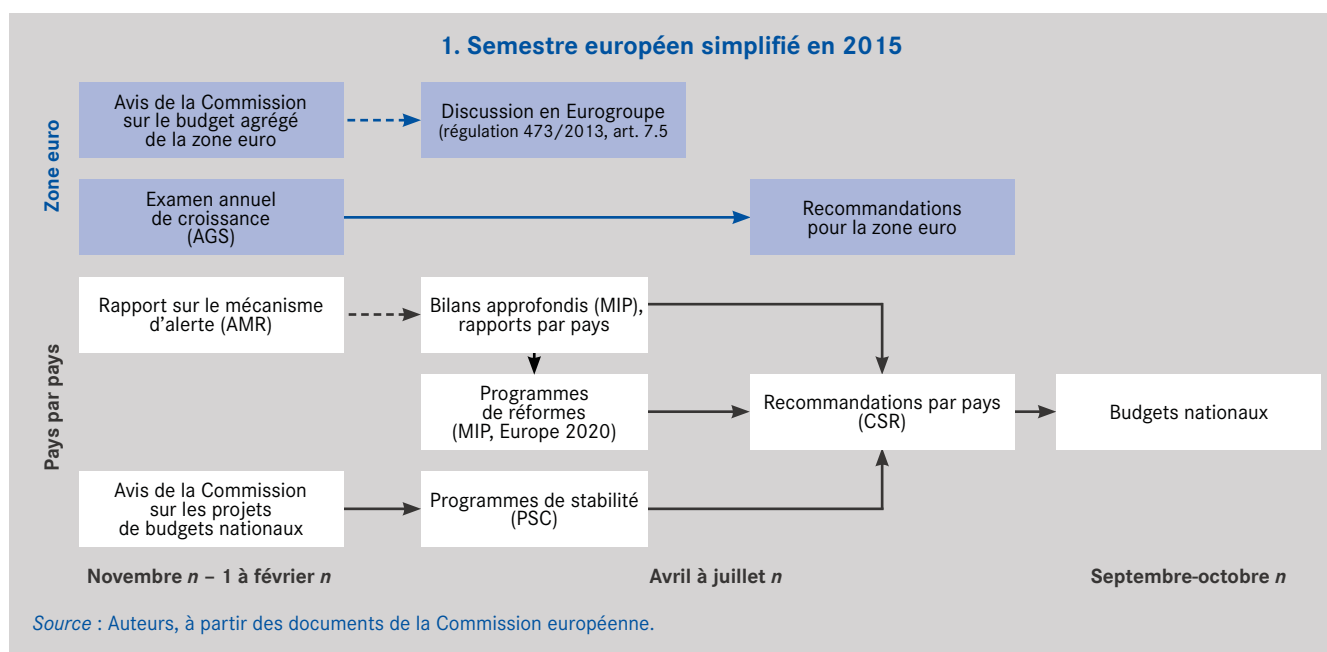 1. Semestre européen simplifié en 2015
Zone euro
Avis de la Commission
sur le budget agrégé
de la zone euro
Discussion en Eurogroupe
(régulation 473/2013, art. 7.5
Examen annuel
de croissance
(AGS)
Recommandations
pour la zone euro
Pays par pays
Rapport sur le mécanisme
d'alerte (AMR)
Bilans approfondis (MIP),
rapports par pays
Programmes
de réformes
(MIP, Europe 2020)
Recommandations par pays
(CSR)
Budgets nationaux
Avis de la Commission
sur les projets
de budgets nationaux
Programmes de stabilité
(PSC)
Novembre n – 1 à février n
Avril à juillet n
Septembre-octobre n
Source : Auteurs, à partir des documents de la Commission européenne.